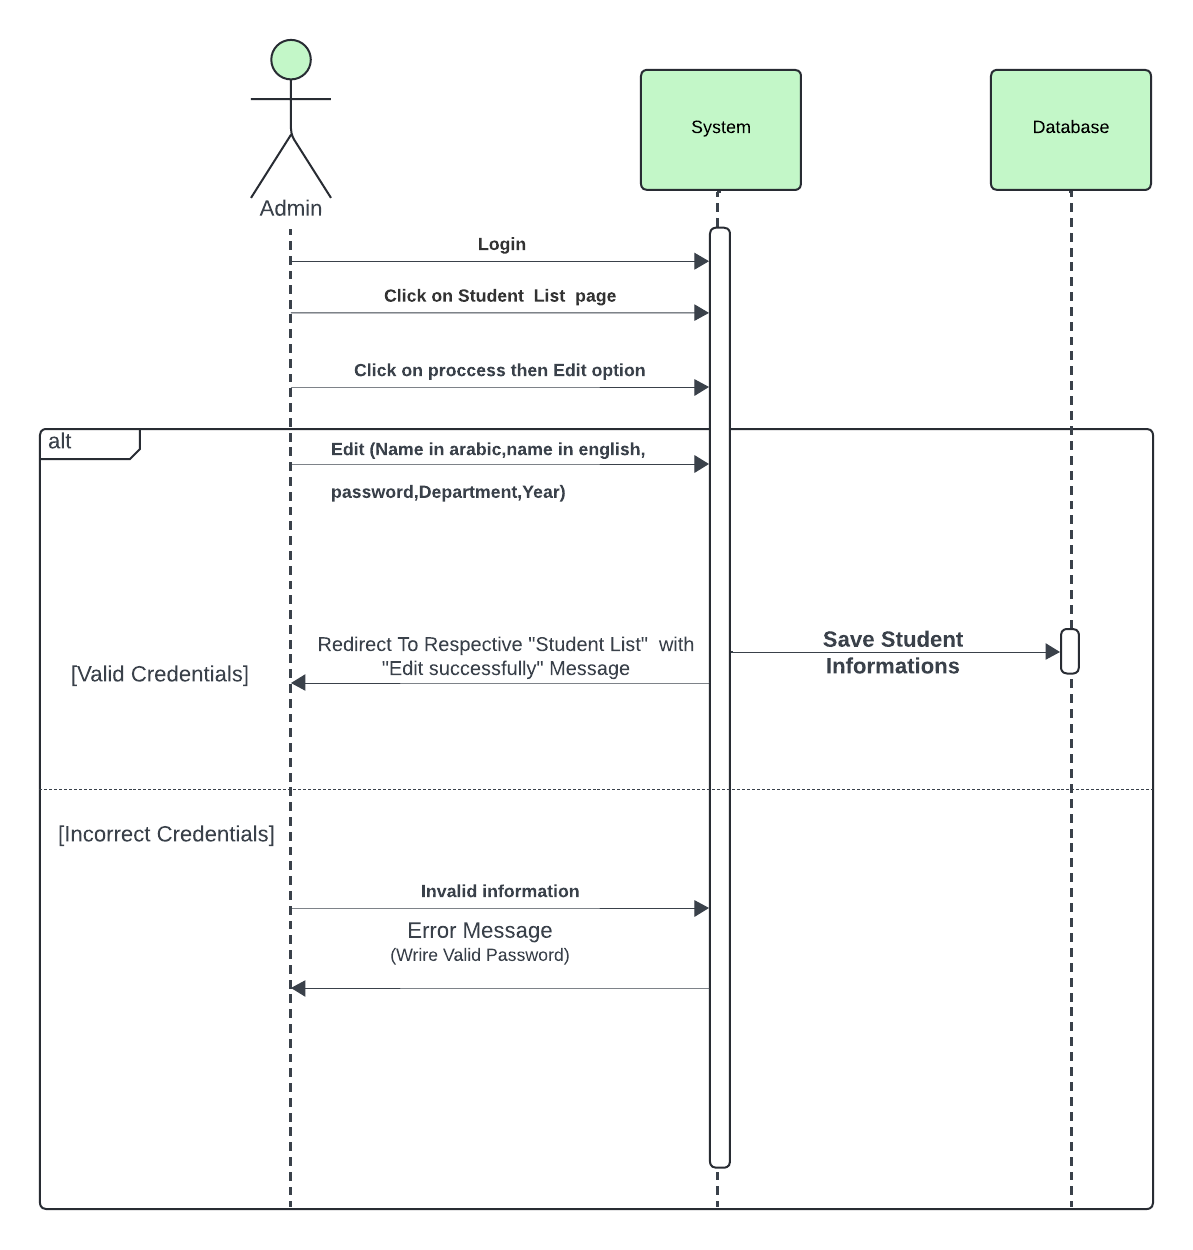 System
Database
Admin
Login
Click on Student List page
Click on proccess then Edit option
alt
Edit (Name in arabic,name in english,
password,Department,Year)
Redirect To Respective "Student List" with
"Edit successfully" Message
Save Student
Informations
[Valid Credentials]
[Incorrect Credentials]
Invalid information
Error Message
(Wrire Valid Password)